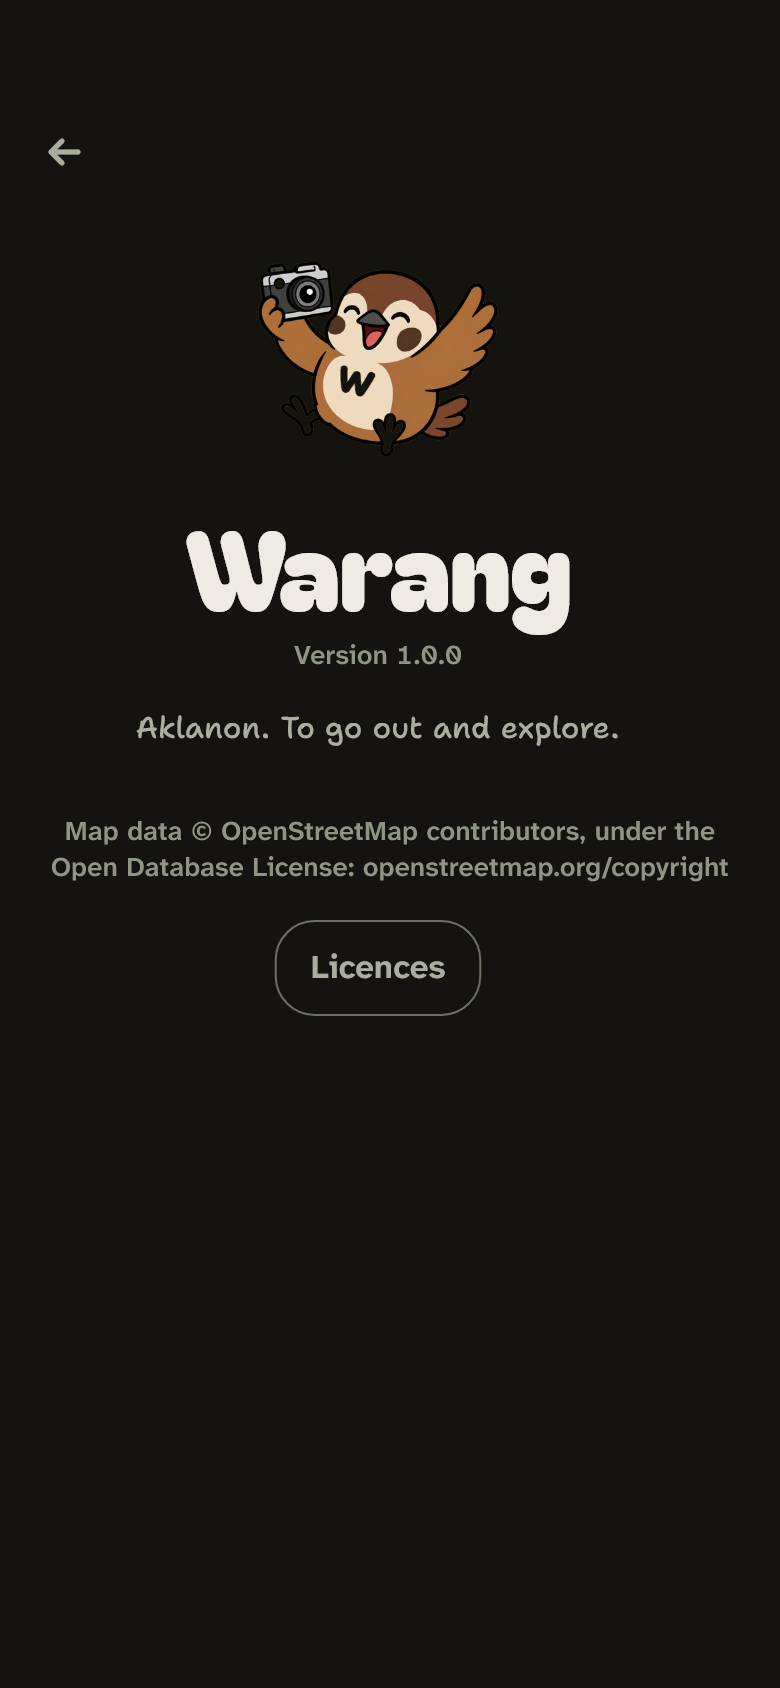 W
Warang
Version 1.0.0
Aklanon. To go out and explore.
Map data © OpenStreetMap contributors, under the
Open Database License: openstreetmap.org/copyright
Licences